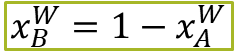 x_B^W = 1 − x_A^W